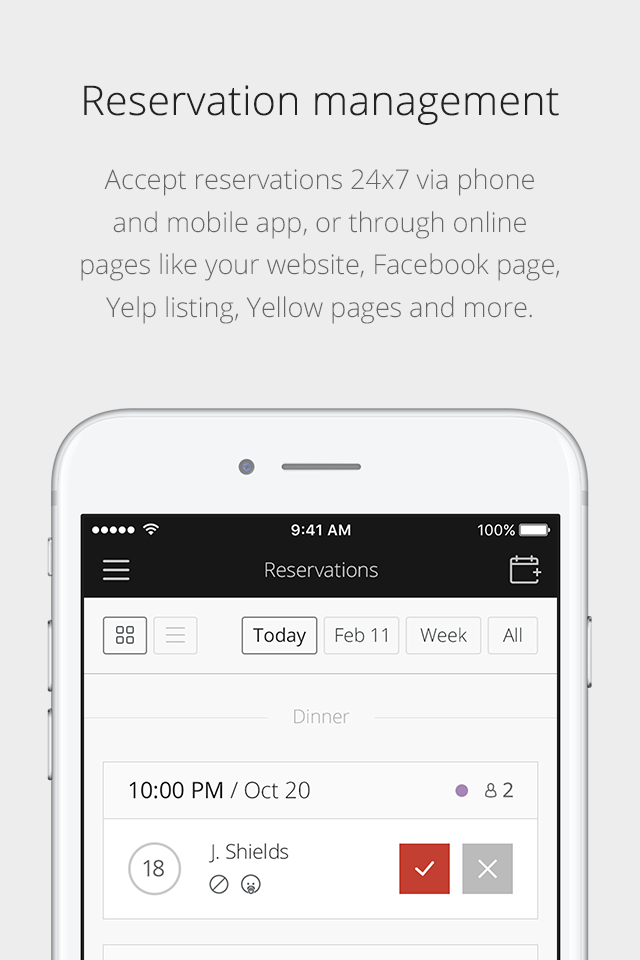 Reservation management
Accept reservations 24x7 via phone
and mobile app, or through online
pages like your website, Facebook page,
Yelp listing, Yellow pages and more.
9:41 AM
100%
Reservations
Today
Feb 11
Week
All
Dinner
10:00 PM / Oct 20
2
18
J. Shields